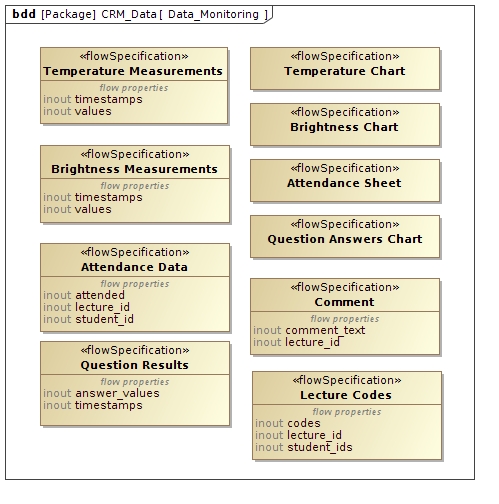 bdd [Package] CRM_Data[ Data_Monitoring ]
«flowSpecification»
Temperature Measurements
flow properties
inout timestamps
inout values
«flowSpecification»
Brightness Measurements
flow properties
inout timestamps
inout values
«flowSpecification»
Attendance Data
flow properties
inout attended
inout lecture_id
inout student_id
«flowSpecification»
Question Results
flow properties
inout answer_values
inout timestamps
«flowSpecification»
Temperature Chart
«flowSpecification»
Brightness Chart
«flowSpecification»
Attendance Sheet
«flowSpecification»
Question Answers Chart
«flowSpecification»
Comment
flow properties
inout comment_text
inout lecture_id
«flowSpecification»
Lecture Codes
flow properties
inout codes
inout lecture_id
inout student_ids